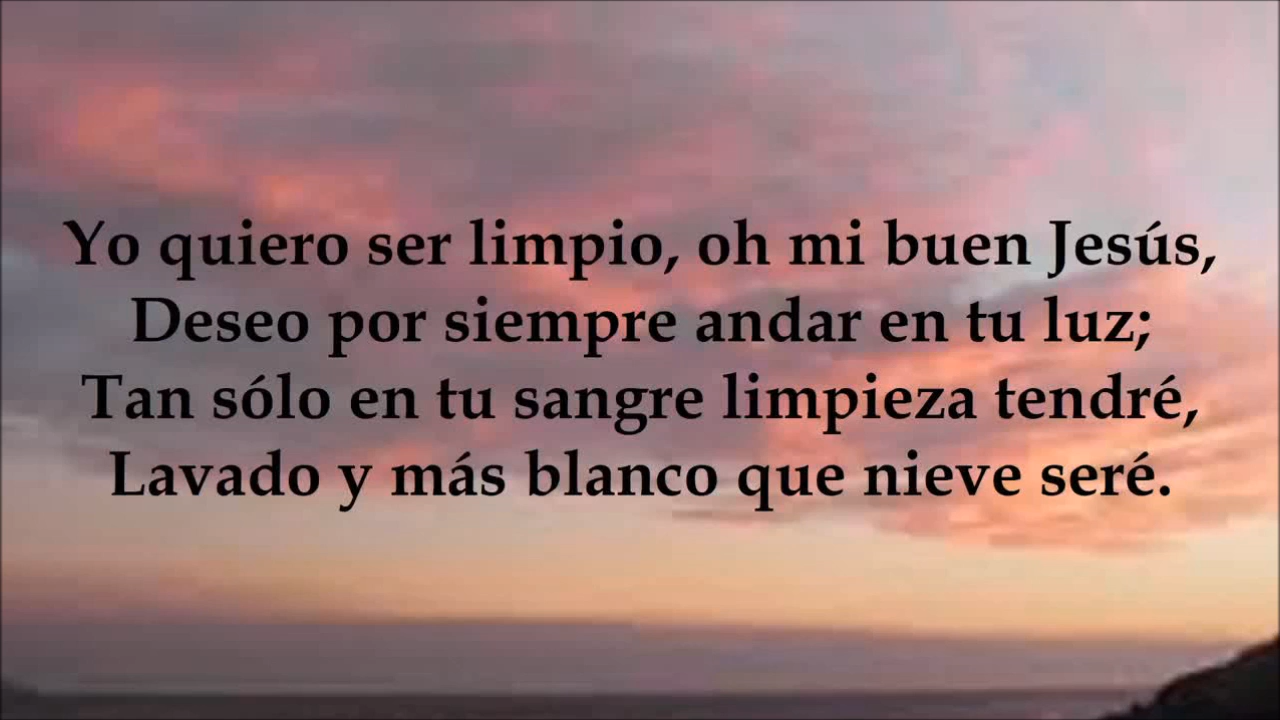 Yo quiero ser limpio, oh mi buen Jesús,
Deseo por siempre andar en tu luz;
Tan sólo en tu sangre limpieza tendré,
Lavado y más blanco que nieve seré.